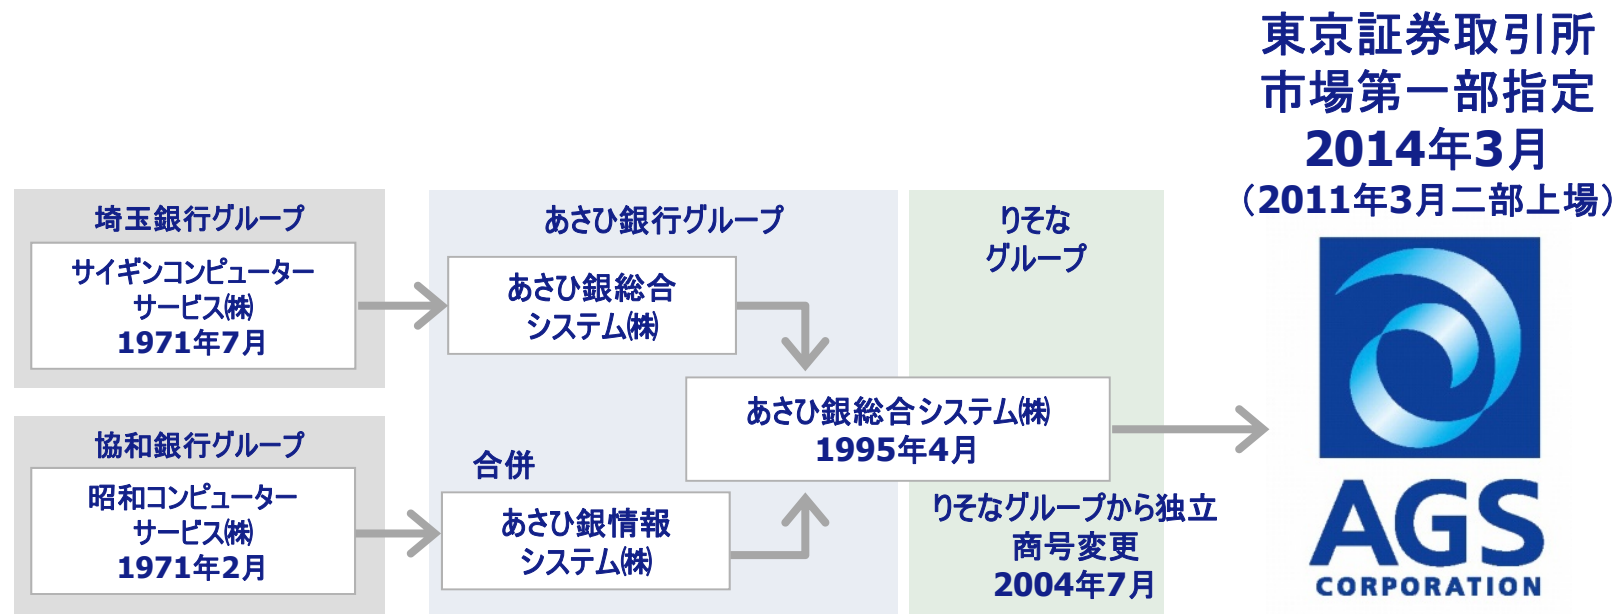 東京証券取引所
市場第一部指定
2014年3月
（2011年3月二部上場）
埼玉銀行グループ
サイギンコンピューター
サービス㈱
1971年7月
協和銀行グループ
昭和コンピューター
サービス㈱
1971年2月
あさひ銀行グループ
あさひ銀総合
システム㈱
合併
あさひ銀情報
システム㈱
りそな
グループ
あさひ銀総合システム㈱
1995年4月
りそなグループから独立
商号変更
2004年7月
AGS
CORPORATION